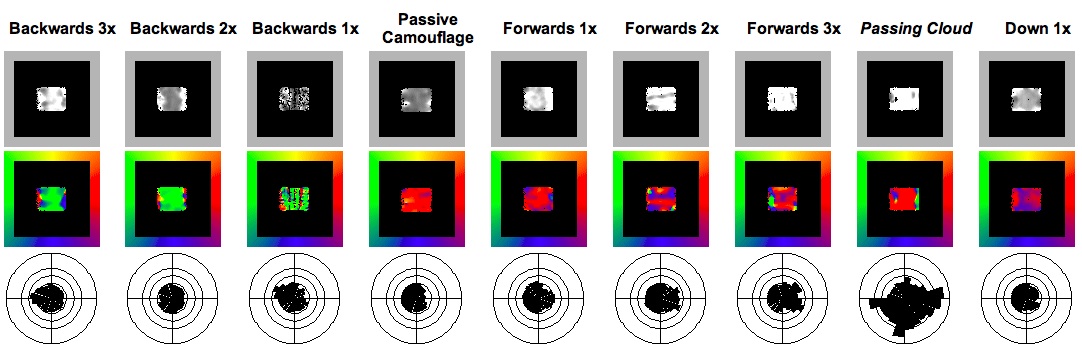 Backwards 3x
Backwards 2x
Backwards 1x
Passive
Camouflage
Forwards 1x
Forwards 2x
Forwards 3x
Passing Cloud
Down 1x